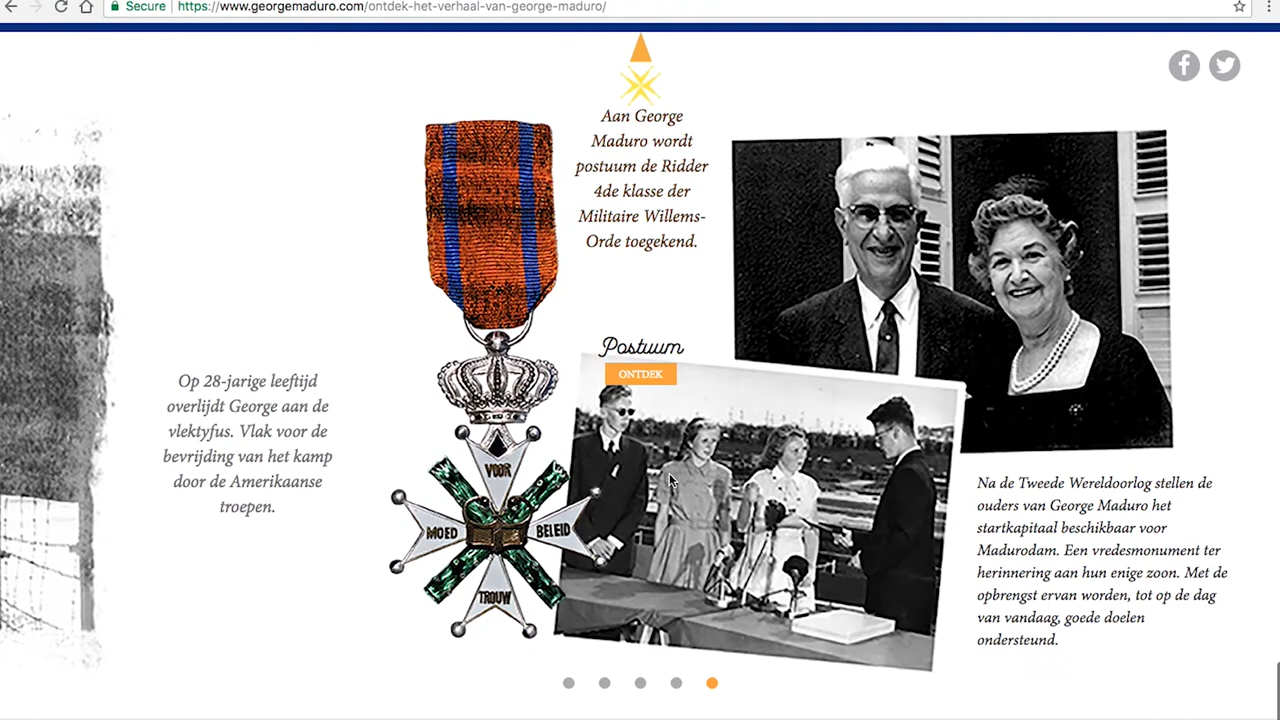 Secure
https://www.georgemaduro.com/ontdek-het-verhaal-van-george-maduro/
Aan George
Maduro wordt
postuum de Ridder
4de klasse der
Militaire Willems-
Orde toegekend.
Postuum
ONTDEK
Op 28-jarige leeftijd
overlijdt George aan de
vlektyfus. Vlak voor de
bevrijding van het kamp
door de Amerikaanse
troepen.
VOOR
MOED
BELEID
TROUW
Na de Tweede Wereldoorlog stellen de
ouders van George Maduro het
startkapitaal beschikbaar voor
Madurodam. Een vredesmonument ter
herinnering aan hun enige zoon. Met de
opbrengst ervan worden, tot op de dag
van vandaag, goede doelen
ondersteund.